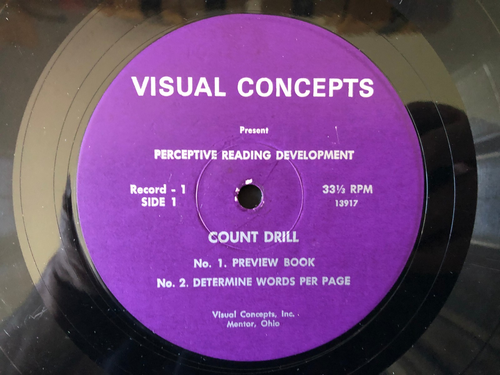 VISUAL CONCEPTS
Present
PERCEPTIVE READING DEVELOPMENT
Record - 1 33⅓ RPM
SIDE 1 13917
COUNT DRILL
No. 1. PREVIEW BOOK
No. 2. DETERMINE WORDS PER PAGE
Visual Concepts, Inc.
Mentor, Ohio